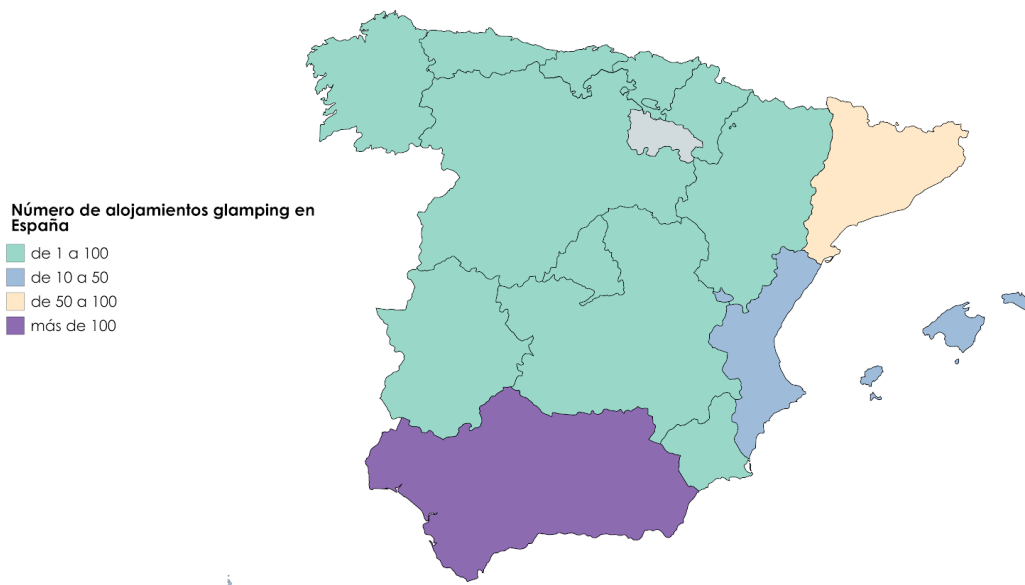 Número de alojamientos glamping en
España
de 1 a 100
de 10 a 50
de 50 a 100
más de 100